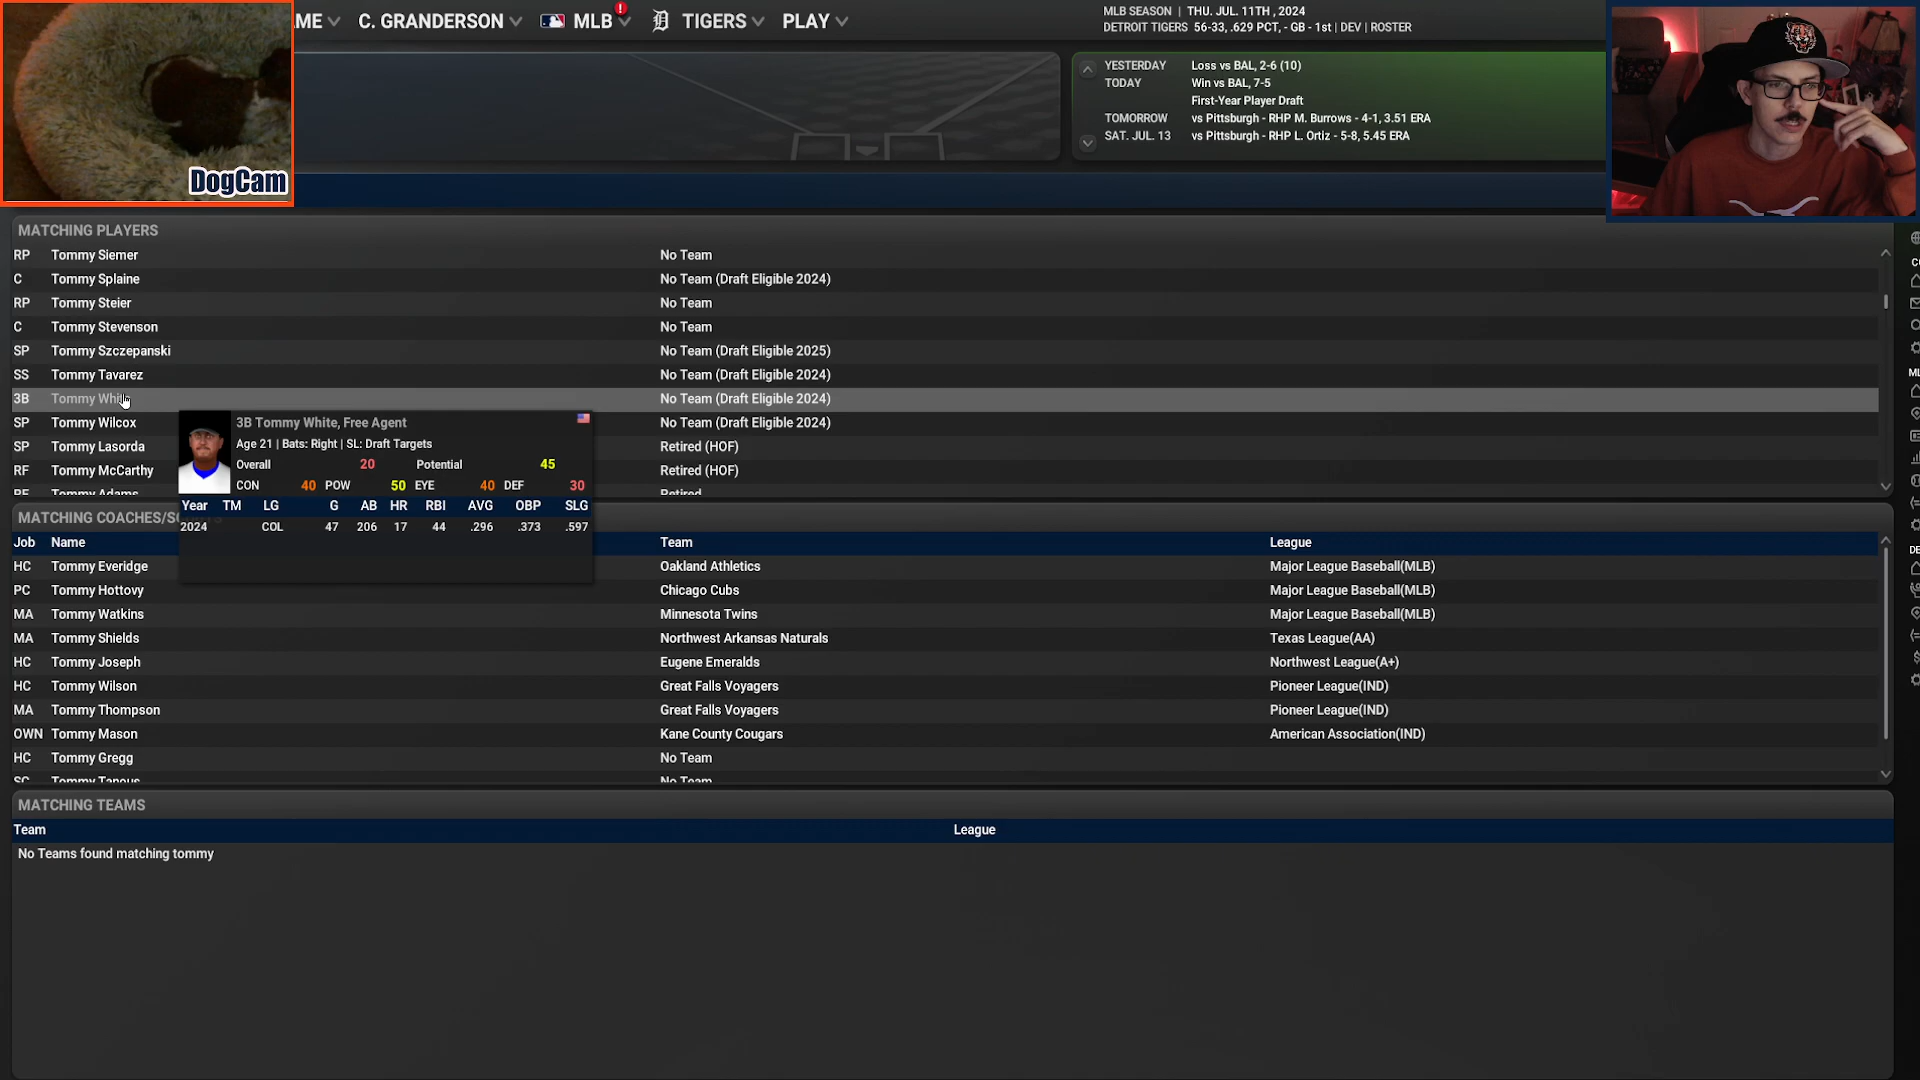 ME C. GRANDERSON MLB ! TIGERS PLAY
MLB SEASON | THU. JUL. 11TH , 2024
DETROIT TIGERS 56-33, .629 PCT, - GB - 1st | DEV | ROSTER
YESTERDAY Loss vs BAL, 2-6 (10)
TODAY Win vs BAL, 7-5
First-Year Player Draft
TOMORROW vs Pittsburgh - RHP M. Burrows - 4-1, 3.51 ERA
SAT. JUL. 13 vs Pittsburgh - RHP L. Ortiz - 5-8, 5.45 ERA
DogCam
MATCHING PLAYERS
RP Tommy Siemer No Team
C Tommy Splaine No Team (Draft Eligible 2024)
RP Tommy Steier No Team
C Tommy Stevenson No Team
SP Tommy Szczepanski No Team (Draft Eligible 2025)
SS Tommy Tavarez No Team (Draft Eligible 2024)
3B Tommy White No Team (Draft Eligible 2024)
SP Tommy Wilcox No Team (Draft Eligible 2024)
SP Tommy Lasorda Retired (HOF)
RF Tommy McCarthy Retired (HOF)
Tommy Adams Retired
3B Tommy White, Free Agent
Age 21 | Bats: Right | SL: Draft Targets
Overall 20 Potential 45
CON 40 POW 50 EYE 40 DEF 30
Year TM LG G AB HR RBI AVG OBP SLG
2024 COL 47 206 17 44 .296 .373 .597
MATCHING COACHES/S
Job Name Team League
HC Tommy Everidge Oakland Athletics Major League Baseball(MLB)
PC Tommy Hottovy Chicago Cubs Major League Baseball(MLB)
MA Tommy Watkins Minnesota Twins Major League Baseball(MLB)
MA Tommy Shields Northwest Arkansas Naturals Texas League(AA)
HC Tommy Joseph Eugene Emeralds Northwest League(A+)
HC Tommy Wilson Great Falls Voyagers Pioneer League(IND)
MA Tommy Thompson Great Falls Voyagers Pioneer League(IND)
OWN Tommy Mason Kane County Cougars American Association(IND)
HC Tommy Gregg No Team
SC Tommy Tanous No Team
MATCHING TEAMS
Team League
No Teams found matching tommy